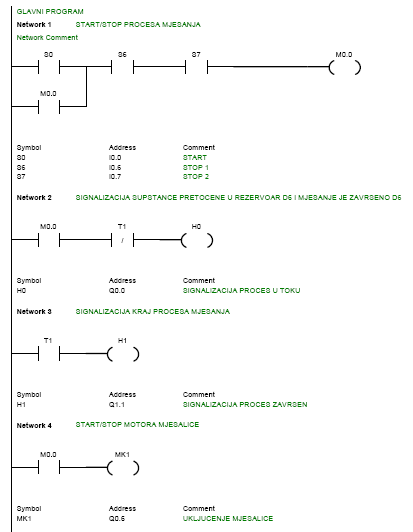 GLAVNI PROGRAM
Network 1 START/STOP PROCESA MJESANJA
Network Comment
S0 S6 S7 M0.0
M0.0
Symbol Address Comment
S0 I0.0 START
S6 I0.6 STOP 1
S7 I0.7 STOP 2
Network 2 SIGNALIZACIJA SUPSTANCE PRETOCENE U REZERVOAR D5 I MJESANJE JE ZAVRSENO D5
M0.0 T1 H0
/
Symbol Address Comment
H0 Q0.0 SIGNALIZACIJA PROCES U TOKU
Network 3 SIGNALIZACIJA KRAJ PROCESA MJESANJA
T1 H1
Symbol Address Comment
H1 Q1.1 SIGNALIZACIJA PROCES ZAVRSEN
Network 4 START/STOP MOTORA MJESALICE
M0.0 MK1
Symbol Address Comment
MK1 Q0.6 UKLJUCENJE MJESALICE